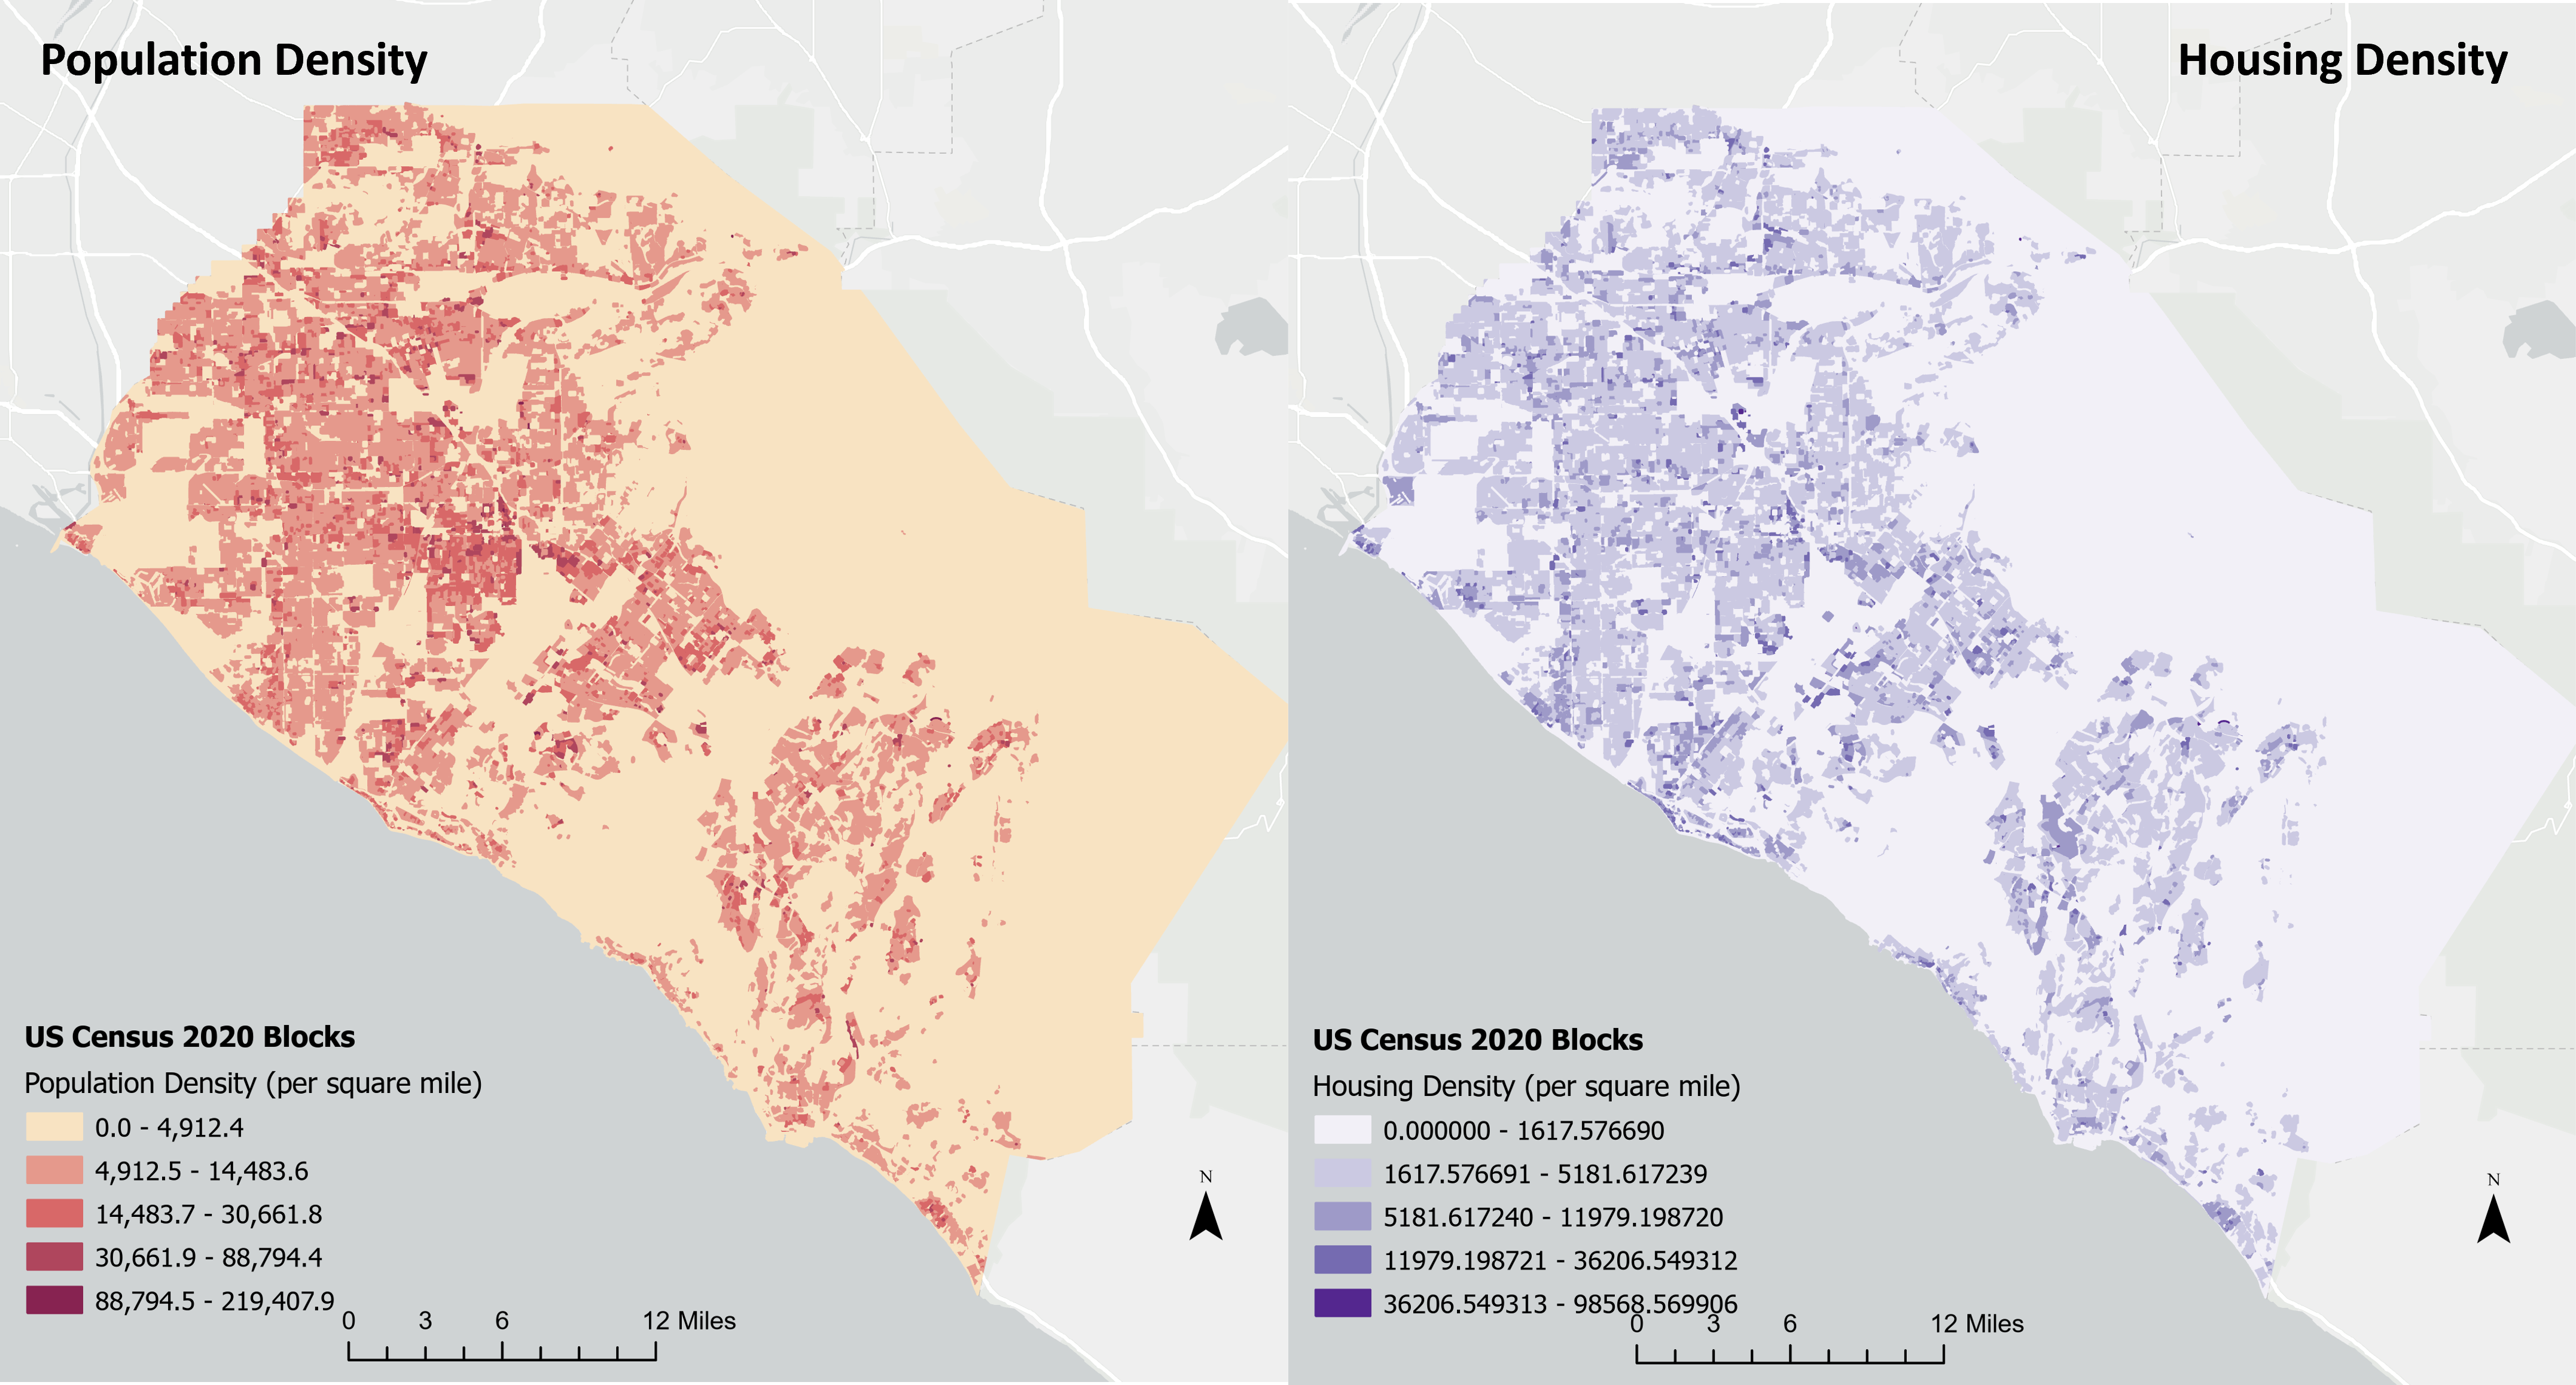 Population Density
US Census 2020 Blocks
Population Density (per square mile)
0.0 - 4,912.4
4,912.5 - 14,483.6
14,483.7 - 30,661.8
30,661.9 - 88,794.4
88,794.5 - 219,407.9
0 3 6 12 Miles
N
Housing Density
US Census 2020 Blocks
Housing Density (per square mile)
0.000000 - 1617.576690
1617.576691 - 5181.617239
5181.617240 - 11979.198720
11979.198721 - 36206.549312
36206.549313 - 98568.569906
0 3 6 12 Miles
N